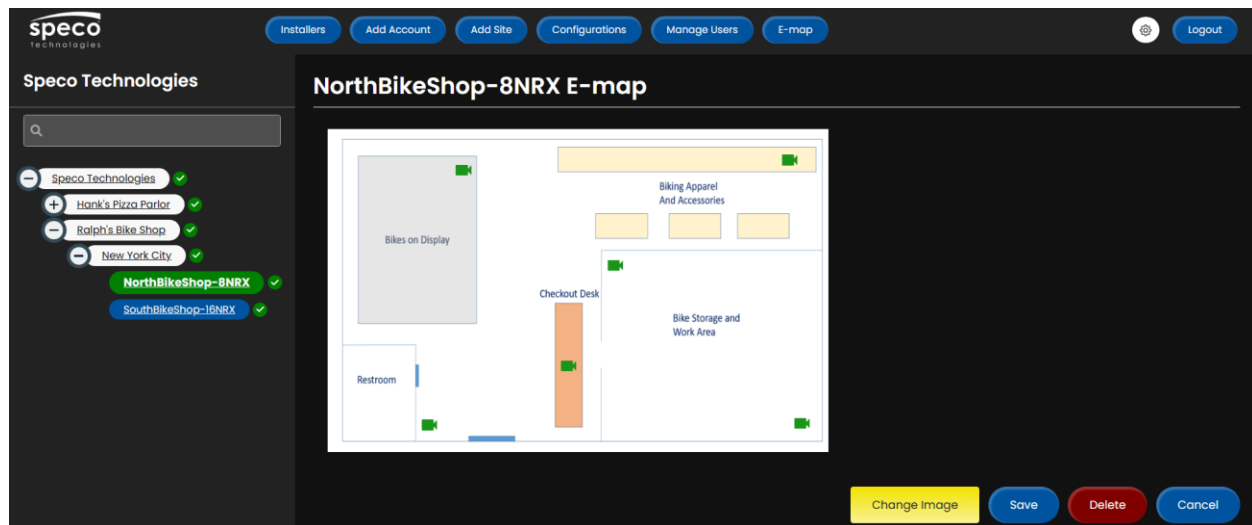 speco
technologies
Installers
Add Account
Add Site
Configurations
Manage Users
E-map
Logout
Speco Technologies
NorthBikeShop-8NRX E-map
Speco Technologies
Hank's Pizza Parlor
Ralph's Bike Shop
New York City
NorthBikeShop-8NRX
SouthBikeShop-16NRX
Biking Apparel
And Accessories
Bikes on Display
Checkout Desk
Bike Storage and
Work Area
Restroom
Change Image
Save
Delete
Cancel